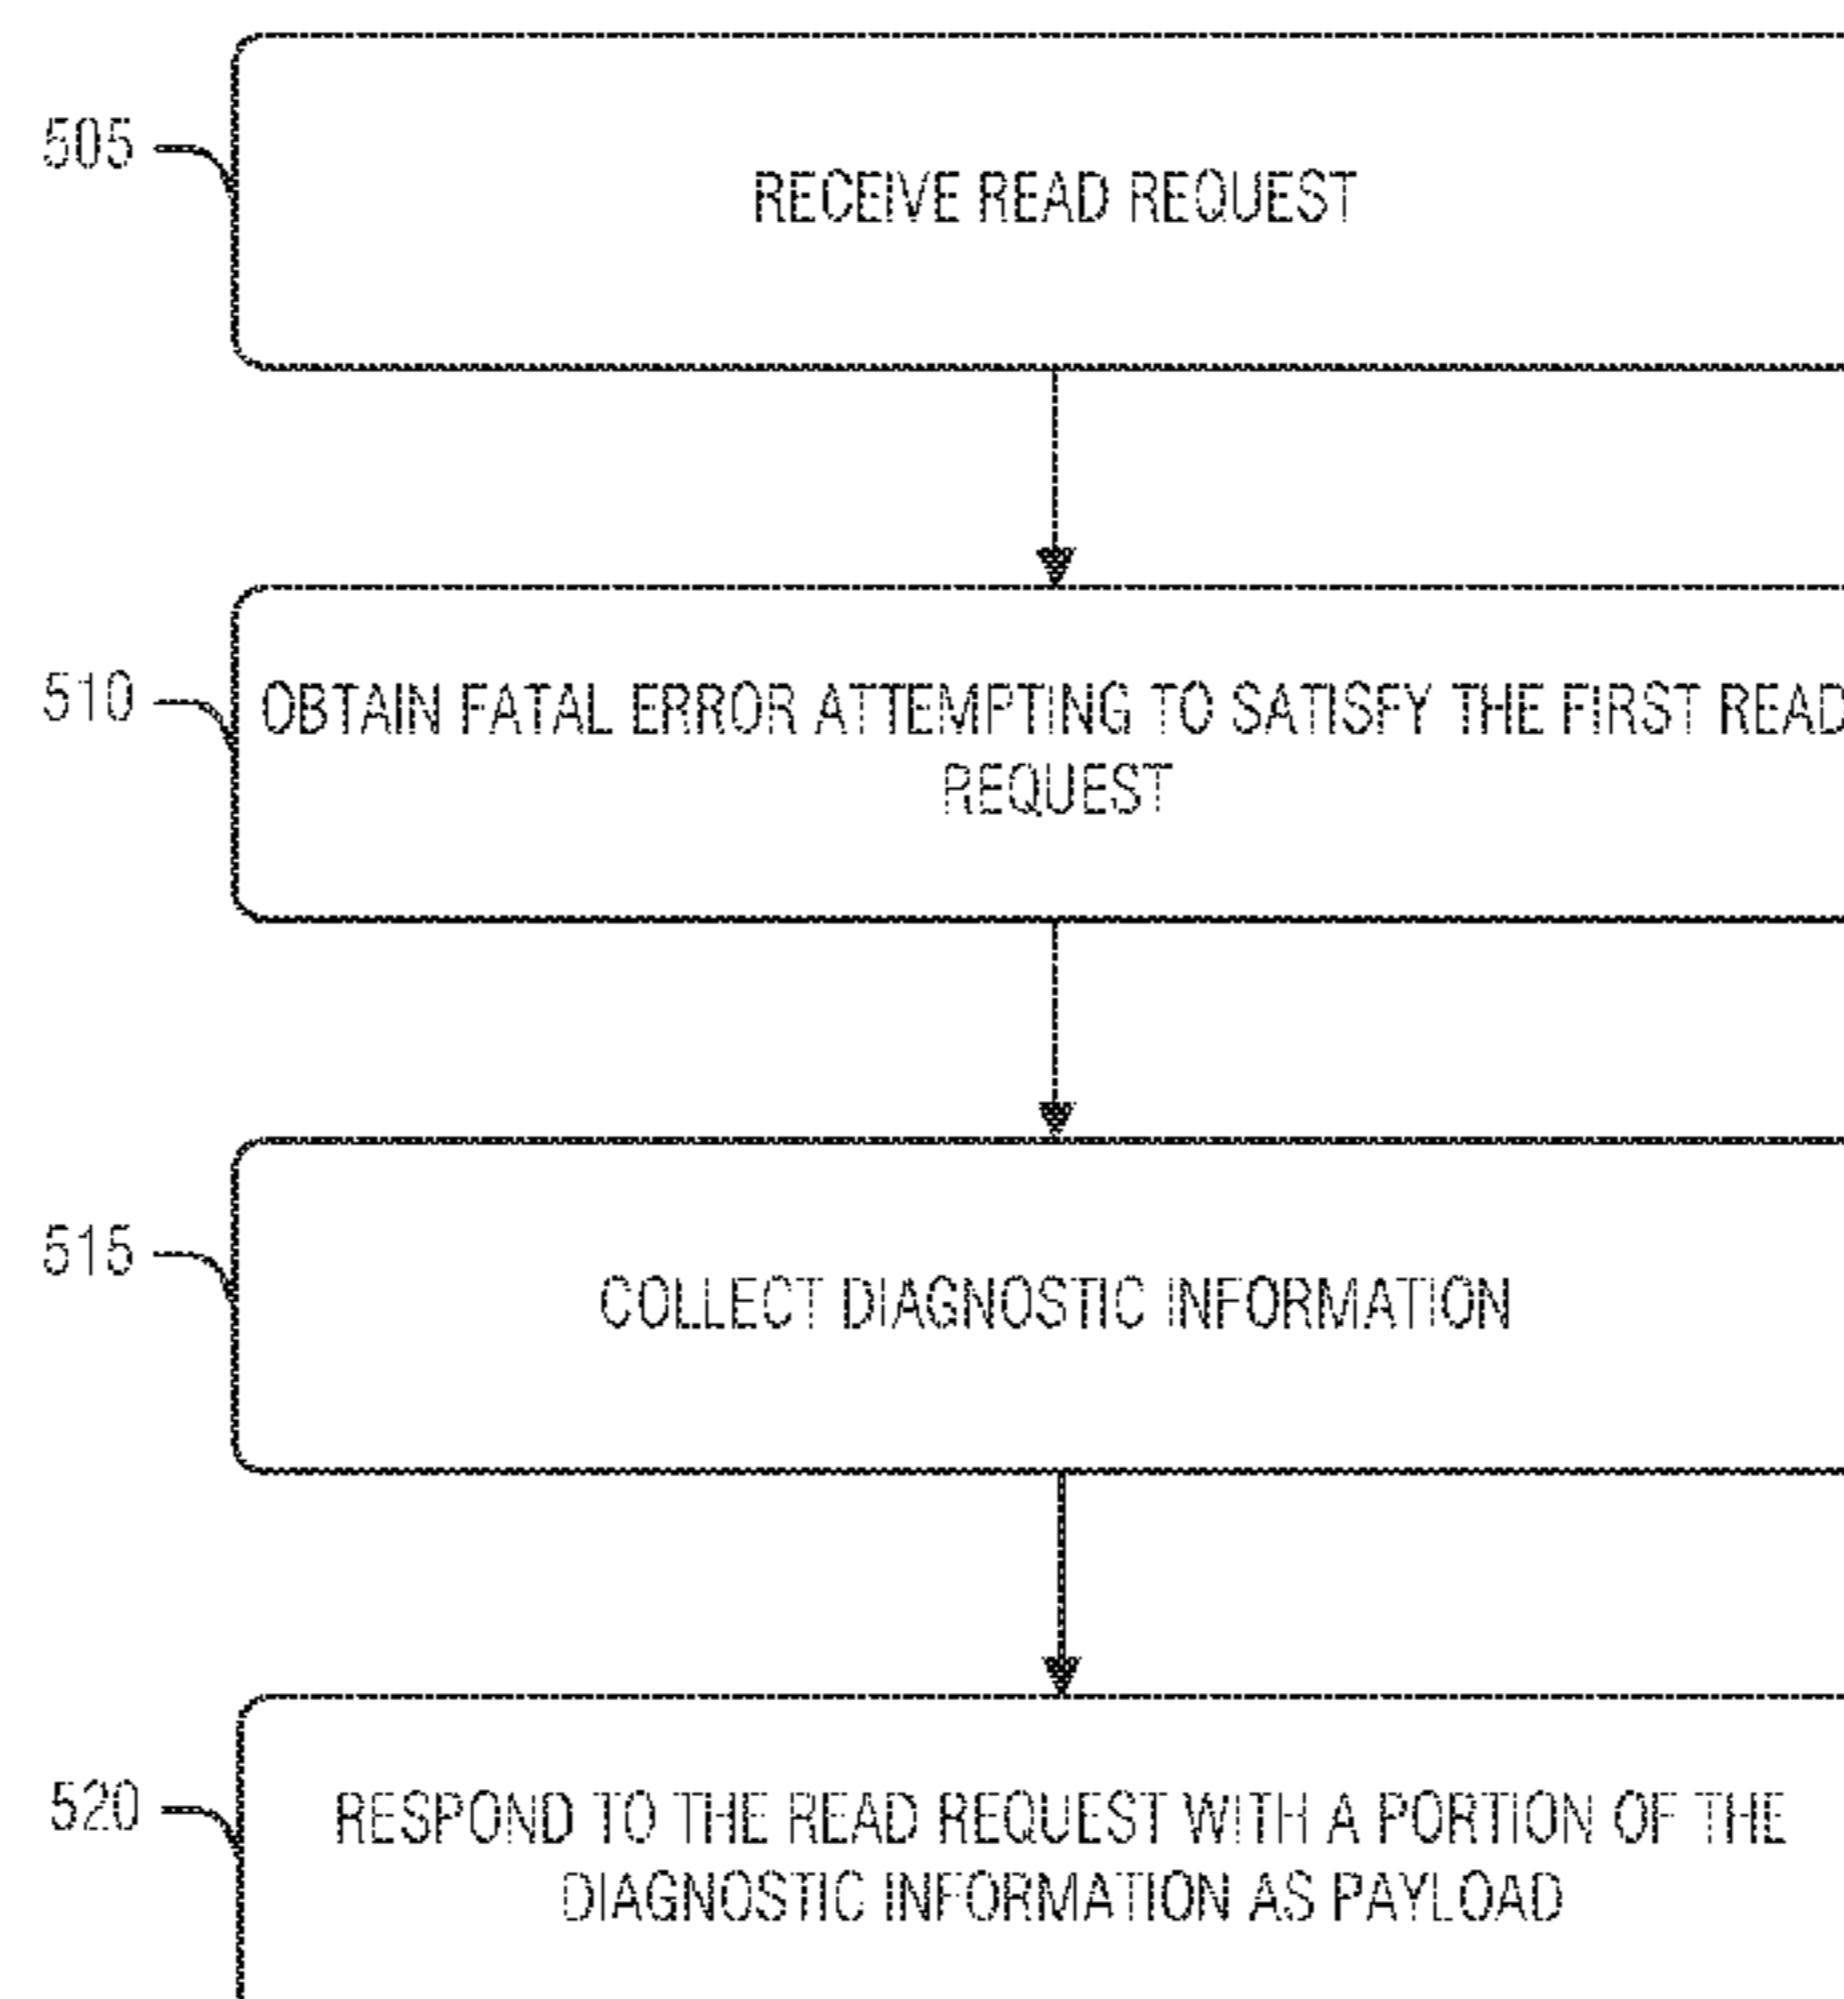 505
RECEIVE READ REQUEST
510
OBTAIN FATAL ERROR ATTEMPTING TO SATISFY THE FIRST READ
REQUEST
515
COLLECT DIAGNOSTIC INFORMATION
520
RESPOND TO THE READ REQUEST WITH A PORTION OF THE
DIAGNOSTIC INFORMATION AS PAYLOAD